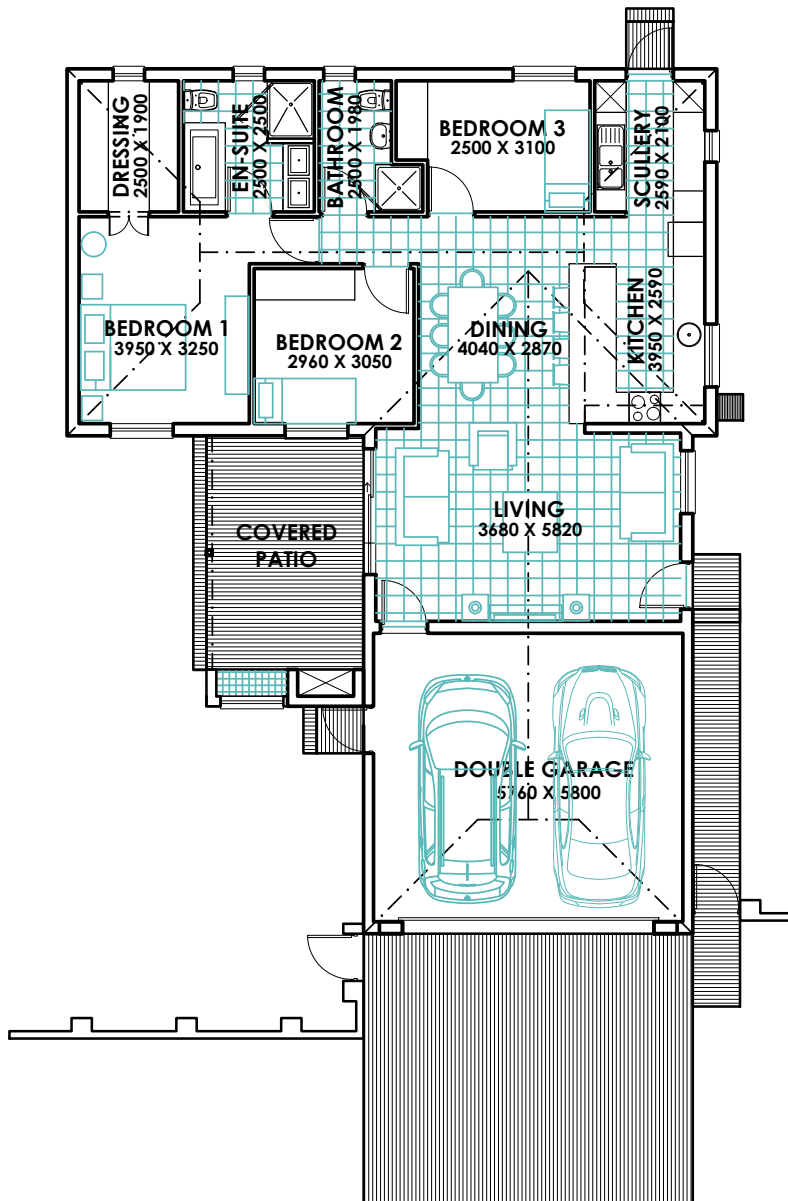 DRESSING
2500 X 1900
EN-SUITE
2500 X 2500
BATHROOM
2500 X 1980
BEDROOM 3
2500 X 3100
SCULLERY
2590 X 2100
BEDROOM 1
3950 X 3250
BEDROOM 2
2960 X 3050
DINING
4040 X 2870
KITCHEN
3950 X 2590
COVERED
PATIO
LIVING
3680 X 5820
DOUBLE GARAGE
5760 X 5800